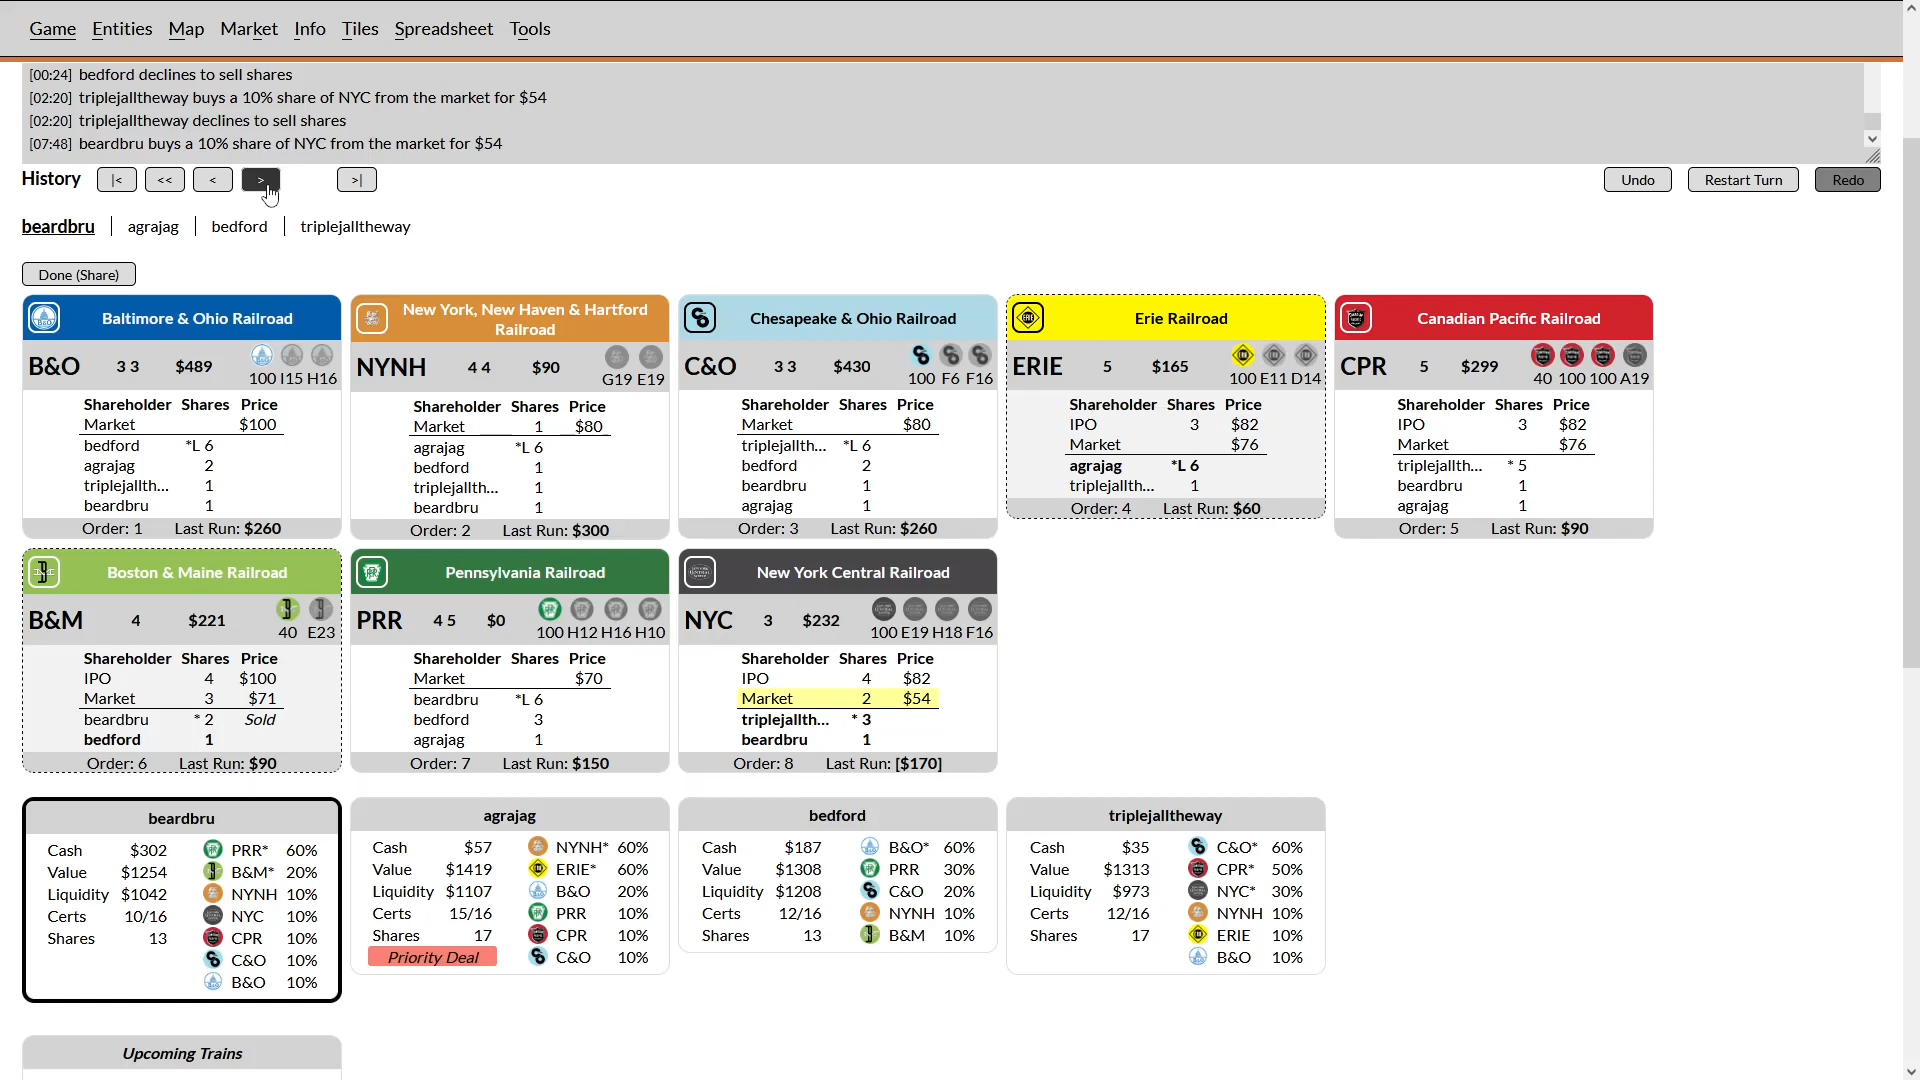 Game Entities Map Market Info Tiles Spreadsheet Tools
[00:24] bedford declines to sell shares
[02:20] triplejalltheway buys a 10% share of NYC from the market for $54
[02:20] triplejalltheway declines to sell shares
[07:48] beardbru buys a 10% share of NYC from the market for $54
History |< << < > >| Undo Restart Turn Redo
beardbru agrajag bedford triplejalltheway
Done (Share)
Baltimore & Ohio Railroad
B&O 3 3 $489 100 I15 H16
Shareholder Shares Price
Market $100
bedford *L 6
agrajag 2
triplejallth... 1
beardbru 1
Order: 1 Last Run: $260
New York, New Haven & Hartford
Railroad
NYNH 4 4 $90 G19 E19
Shareholder Shares Price
Market 1 $80
agrajag *L 6
bedford 1
triplejallth... 1
beardbru 1
Order: 2 Last Run: $300
Chesapeake & Ohio Railroad
C&O 3 3 $430 100 F6 F16
Shareholder Shares Price
Market $80
triplejallth... *L 6
bedford 2
beardbru 1
agrajag 1
Order: 3 Last Run: $260
Erie Railroad
ERIE 5 $165 100 E11 D14
Shareholder Shares Price
IPO 3 $82
Market $76
agrajag *L 6
triplejallth... 1
Order: 4 Last Run: $60
Canadian Pacific Railroad
CPR 5 $299 40 100 100 A19
Shareholder Shares Price
IPO 3 $82
Market $76
triplejallth... * 5
beardbru 1
agrajag 1
Order: 5 Last Run: $90
Boston & Maine Railroad
B&M 4 $221 40 E23
Shareholder Shares Price
IPO 4 $100
Market 3 $71
beardbru * 2 Sold
bedford 1
Order: 6 Last Run: $90
Pennsylvania Railroad
PRR 4 5 $0 100 H12 H16 H10
Shareholder Shares Price
Market $70
beardbru *L 6
bedford 3
agrajag 1
Order: 7 Last Run: $150
New York Central Railroad
NYC 3 $232 100 E19 H18 F16
Shareholder Shares Price
IPO 4 $82
Market 2 $54
triplejallth... * 3
beardbru 1
Order: 8 Last Run: [$170]
beardbru
Cash $302 PRR* 60%
Value $1254 B&M* 20%
Liquidity $1042 NYNH 10%
Certs 10/16 NYC 10%
Shares 13 CPR 10%
C&O 10%
B&O 10%
agrajag
Cash $57 NYNH* 60%
Value $1419 ERIE* 60%
Liquidity $1107 B&O 20%
Certs 15/16 PRR 10%
Shares 17 CPR 10%
Priority Deal C&O 10%
bedford
Cash $187 B&O* 60%
Value $1308 PRR 30%
Liquidity $1208 C&O 20%
Certs 12/16 NYNH 10%
Shares 13 B&M 10%
triplejalltheway
Cash $35 C&O* 60%
Value $1313 CPR* 50%
Liquidity $973 NYC* 30%
Certs 12/16 NYNH 10%
Shares 17 ERIE 10%
B&O 10%
Upcoming Trains